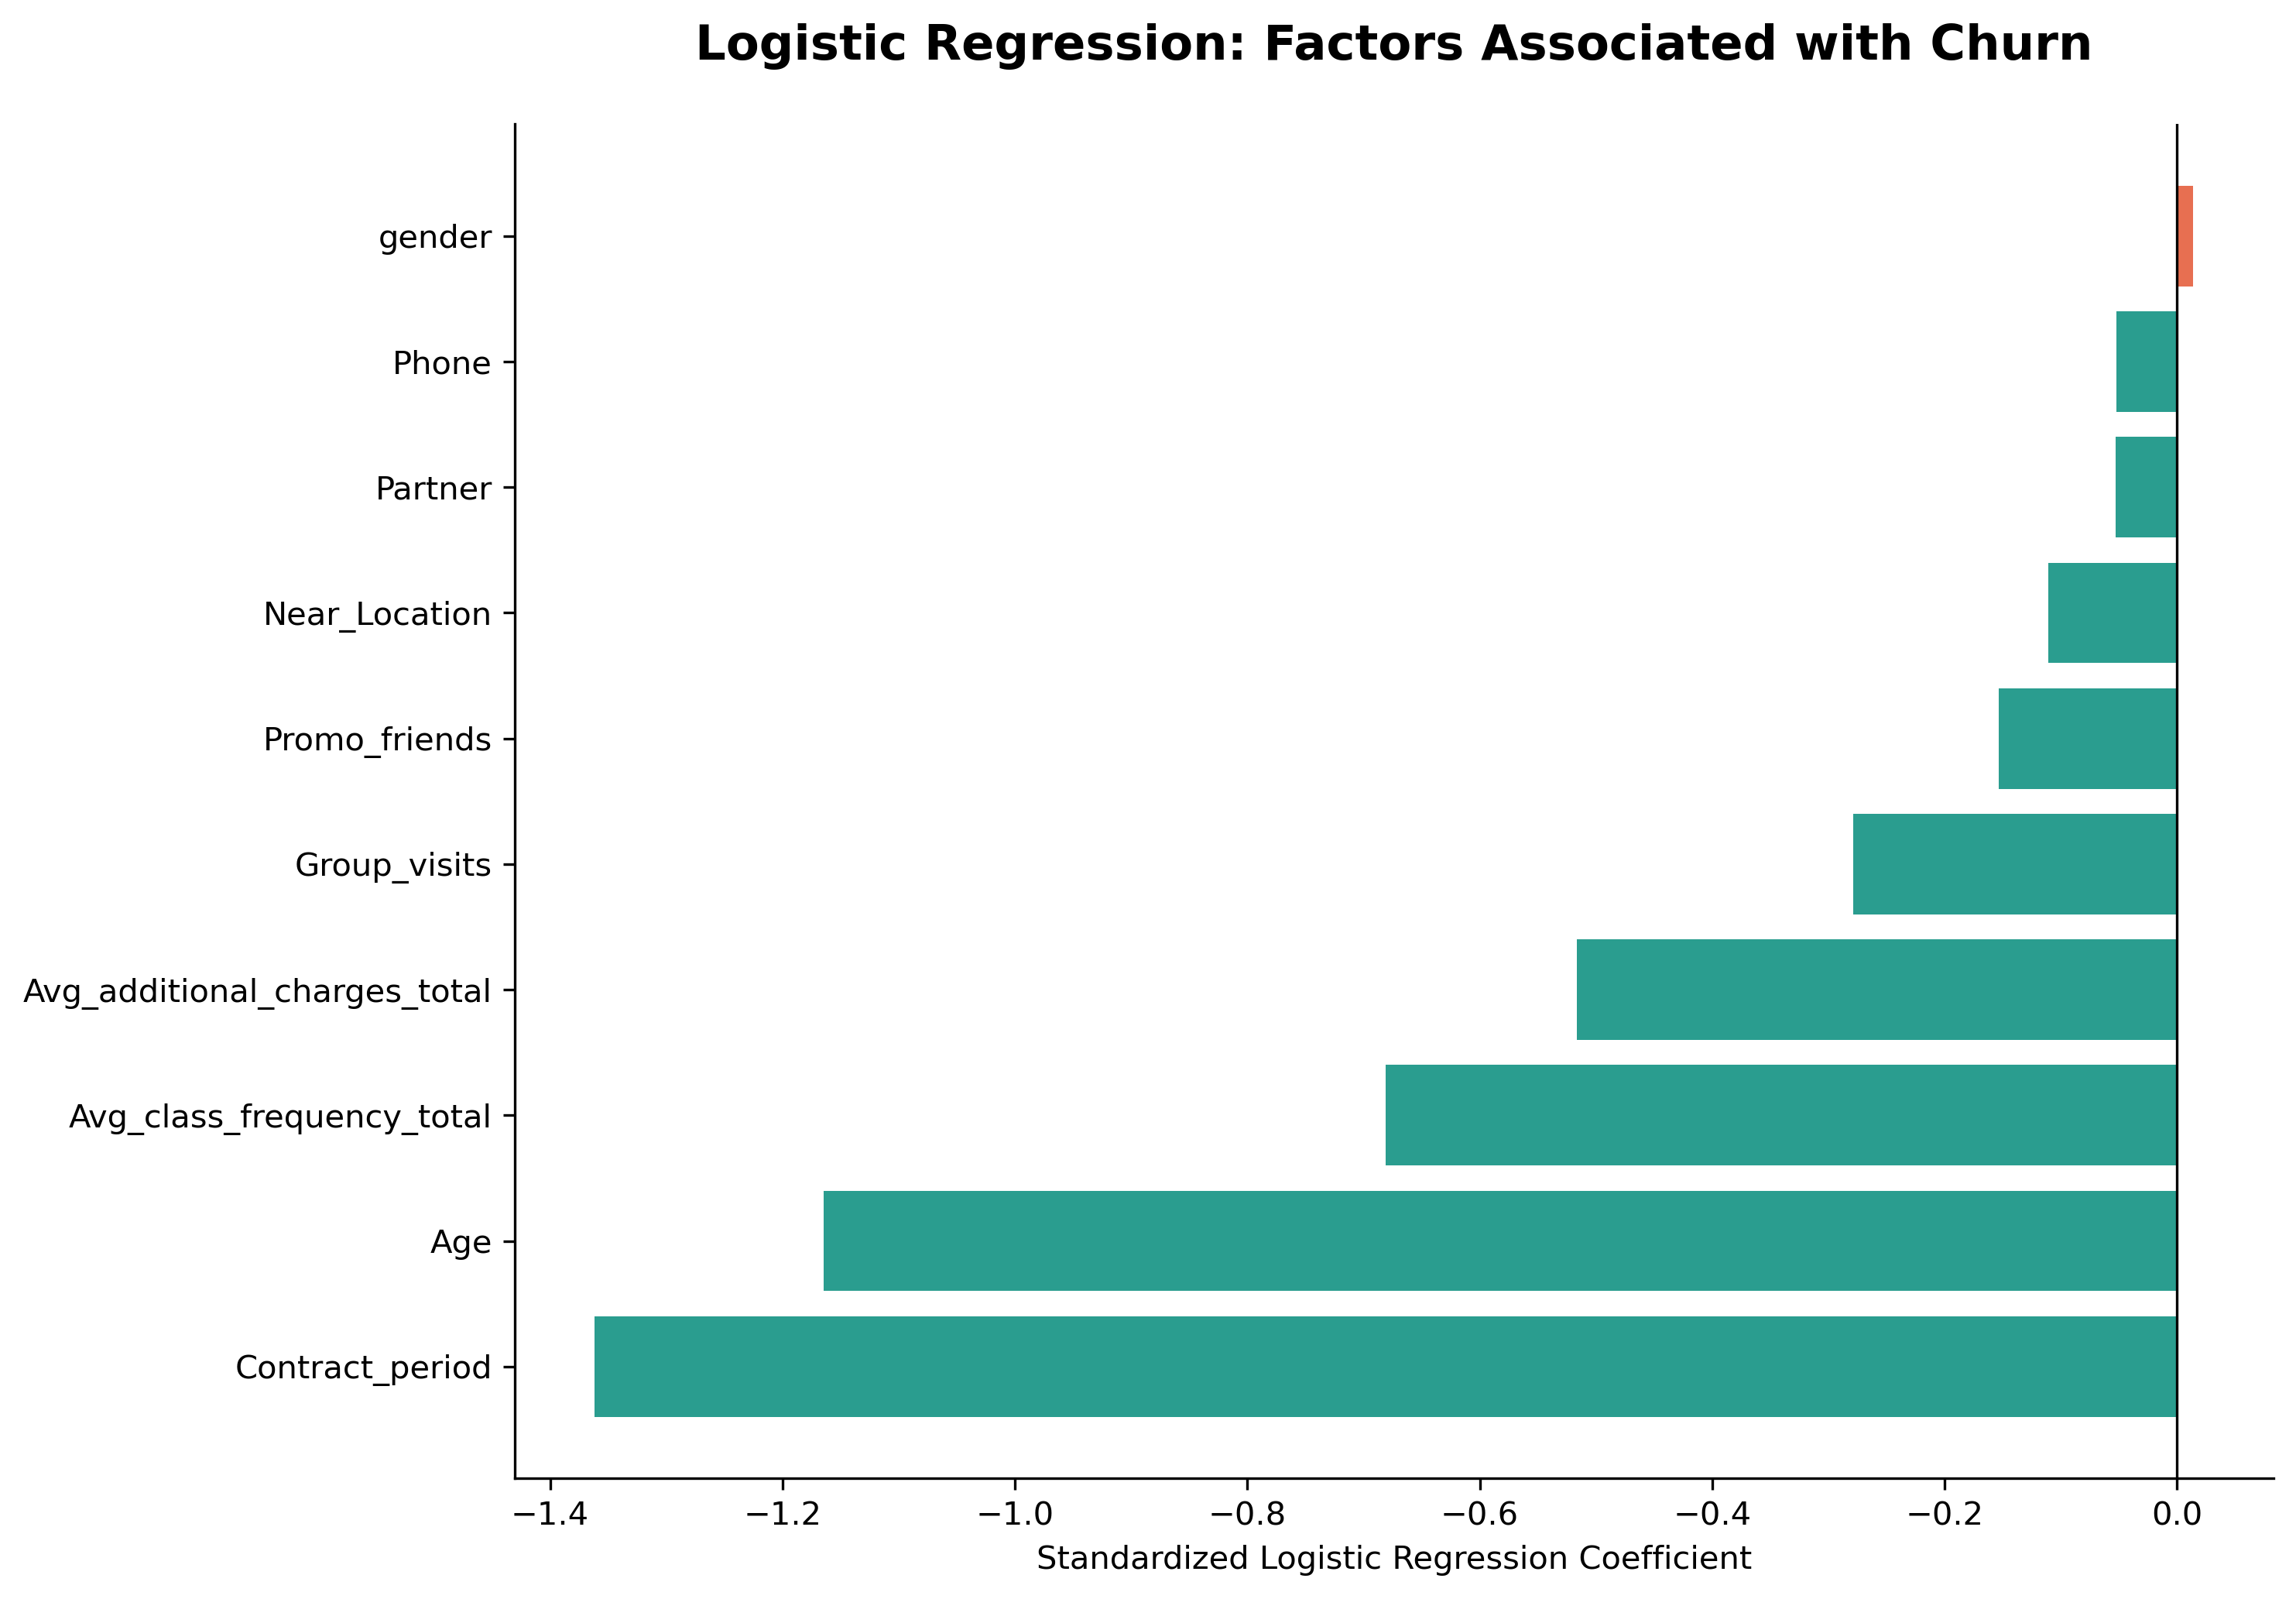 Logistic Regression: Factors Associated with Churn
gender
Phone
Partner
Near_Location
Promo_friends
Group_visits
Avg_additional_charges_total
Avg_class_frequency_total
Age
Contract_period
−1.4 −1.2 −1.0 −0.8 −0.6 −0.4 −0.2 0.0
Standardized Logistic Regression Coefficient